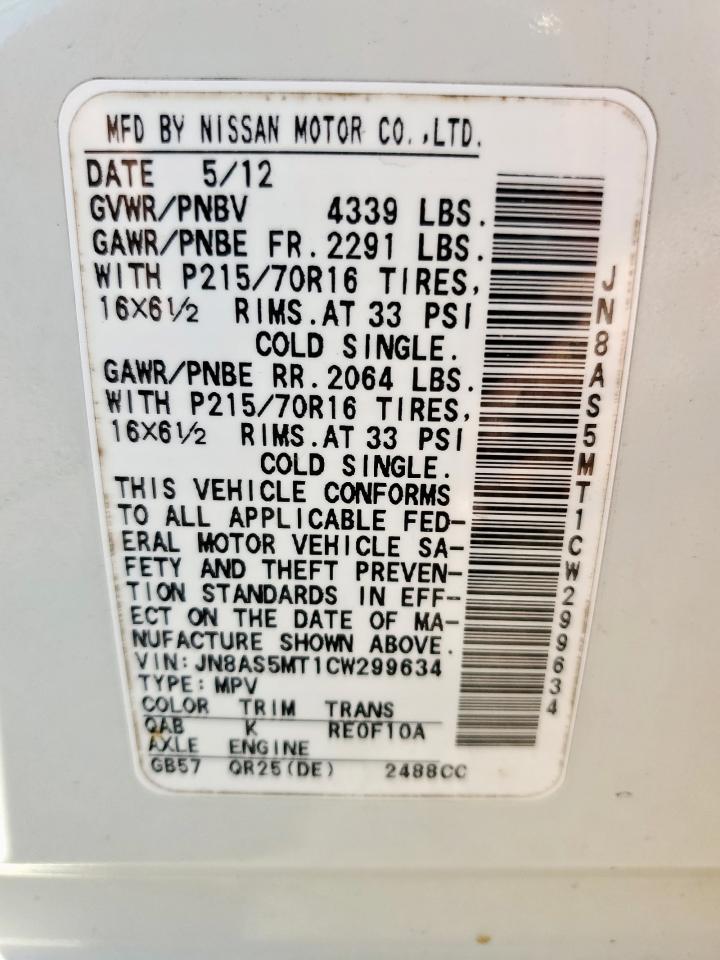 MFD BY NISSAN MOTOR CO.,LTD.
DATE 5/12
GVWR/PNBV 4339 LBS.
GAWR/PNBE FR.2291 LBS.
WITH P215/70R16 TIRES,
16X6½ RIMS.AT 33 PSI
COLD SINGLE.
GAWR/PNBE RR.2064 LBS.
WITH P215/70R16 TIRES,
16X6½ RIMS.AT 33 PSI
COLD SINGLE.
THIS VEHICLE CONFORMS
TO ALL APPLICABLE FED-
ERAL MOTOR VEHICLE SA-
FETY AND THEFT PREVEN-
TION STANDARDS IN EFF-
ECT ON THE DATE OF MA-
NUFACTURE SHOWN ABOVE.
VIN:JN8AS5MT1CW299634
TYPE:MPV
COLOR TRIM TRANS
QAB K RE0F10A
AXLE ENGINE
GB57 QR25(DE) 2488CC
JN8AS5MT1CW299634